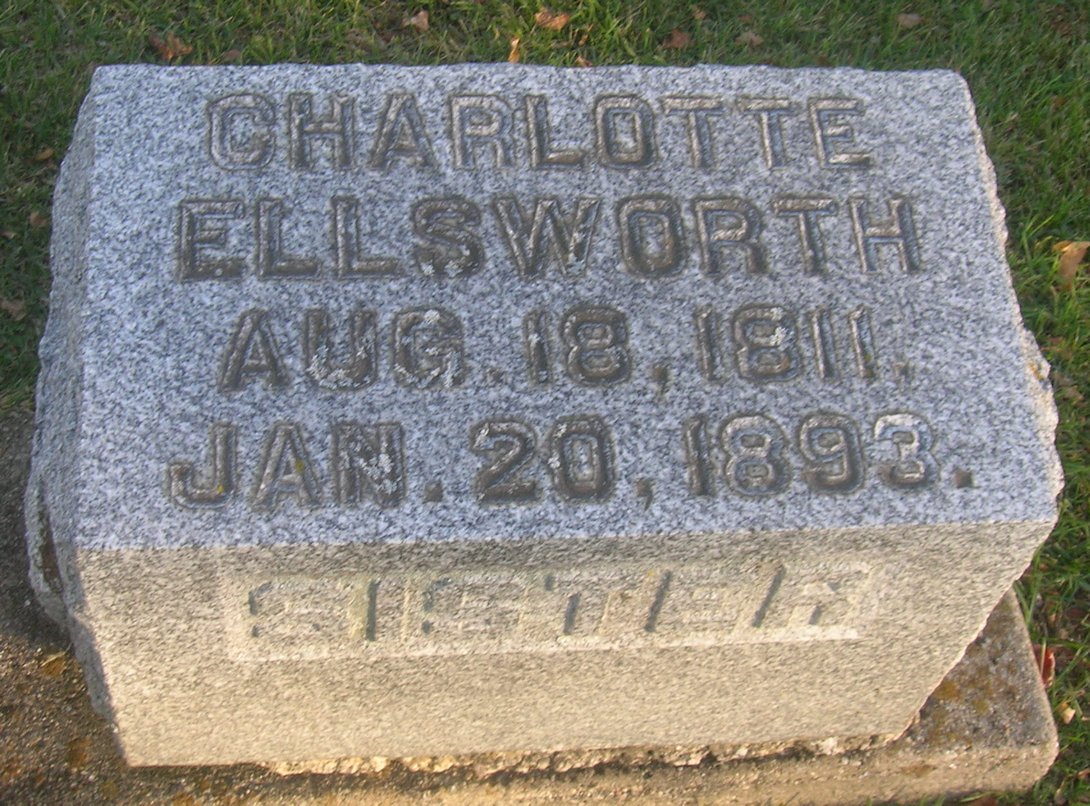 CHARLOTTE
ELLSWORTH
AUG. 18, 1811,
JAN. 20, 1893.
SISTER